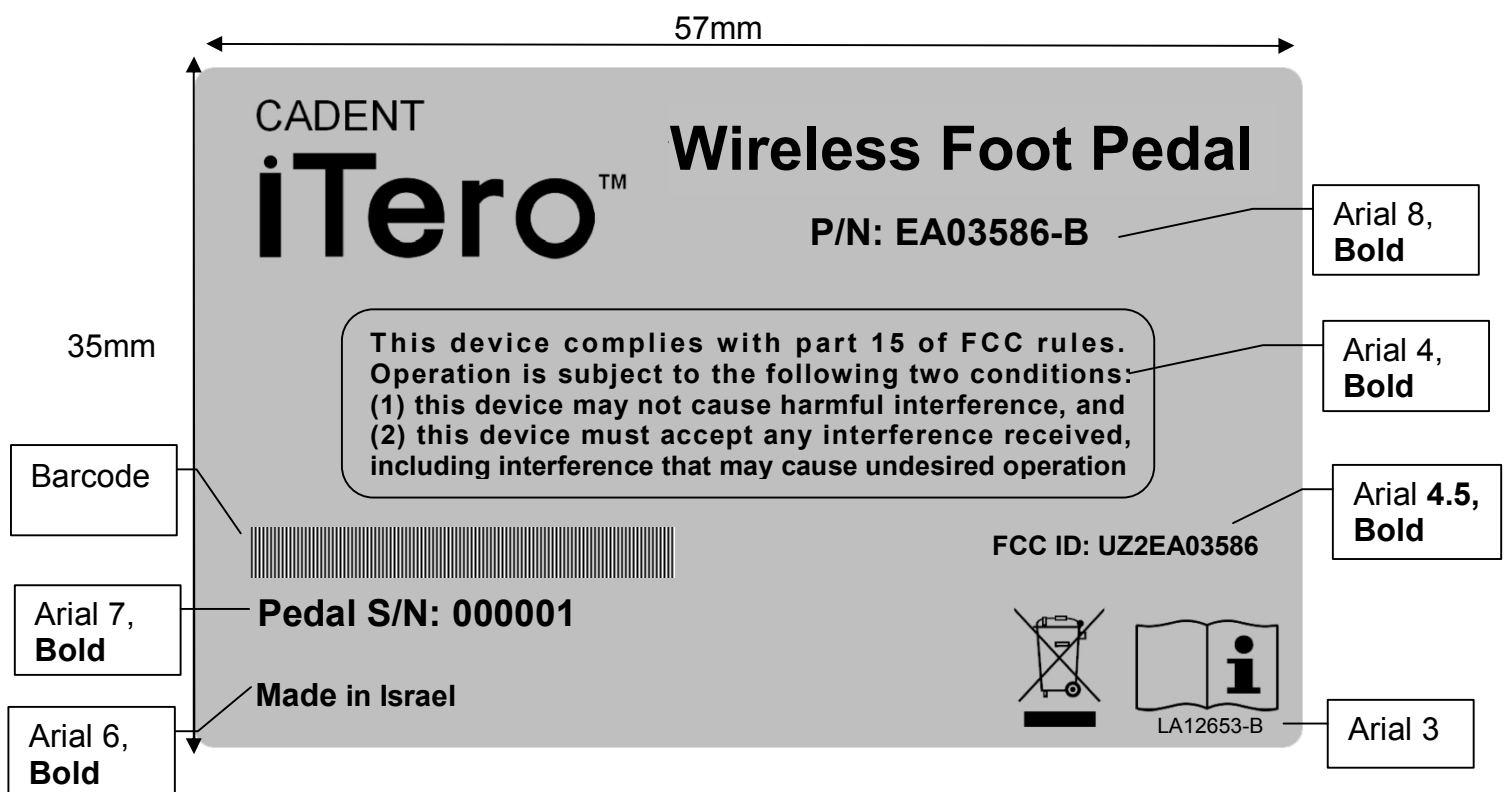 57mm
CADENT
iTero™
Wireless Foot Pedal
P/N: EA03586-B
Arial 8,
Bold
35mm
This device complies with part 15 of FCC rules.
Operation is subject to the following two conditions:
(1) this device may not cause harmful interference, and
(2) this device must accept any interference received,
including interference that may cause undesired operation
Arial 4,
Bold
Barcode
Arial 4.5,
Bold
FCC ID: UZ2EA03586
Arial 7,
Bold
Pedal S/N: 000001
Made in Israel
Arial 6,
Bold
LA12653-B
Arial 3